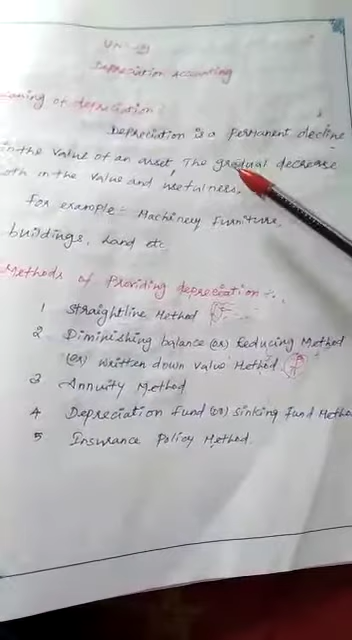 Depreciation Accounting
Meaning of depreciation:
Depreciation is a permanent decline
in the value of an asset, The gradual decrease
both in the value and usefulness.
For example:- Machinery Furniture,
buildings, Land etc
Methods of Providing depreciation:-
1 Straightline Method
2 Diminishing balance (or) Reducing Method
(or) written down value Method
3 Annuity Method
4 Depreciation Fund (or) Sinking Fund Method
5 Insurance Policy Method.